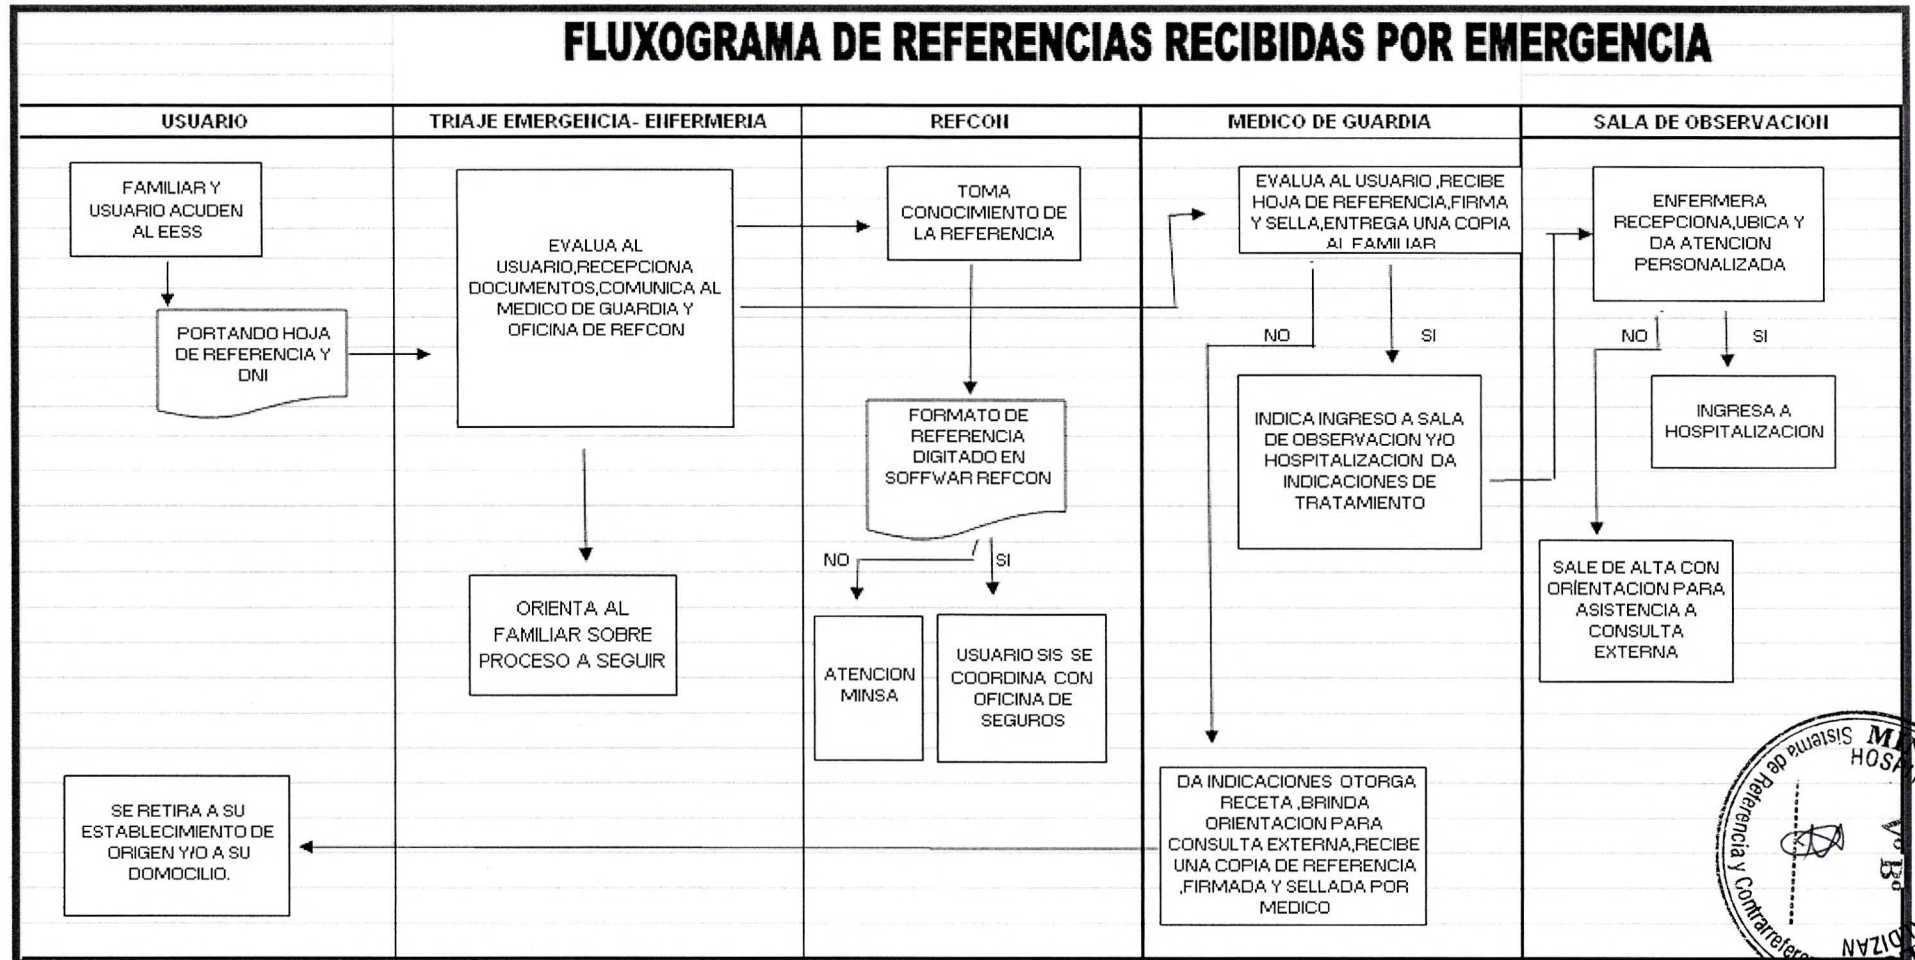 FLUXOGRAMA DE REFERENCIAS RECIBIDAS POR EMERGENCIA
USUARIO
TRIAJE EMERGENCIA- ENFERMERIA
REFCON
MEDICO DE GUARDIA
SALA DE OBSERVACION
FAMILIAR Y
USUARIO ACUDEN
AL EESS
PORTANDO HOJA
DE REFERENCIA Y
DNI
SE RETIRA A SU
ESTABLECIMIENTO DE
ORIGEN Y/O A SU
DOMOCILIO.
EVALUA AL
USUARIO,RECEPCIONA
DOCUMENTOS,COMUNICA AL
MEDICO DE GUARDIA Y
OFICINA DE REFCON
ORIENTA AL
FAMILIAR SOBRE
PROCESO A SEGUIR
TOMA
CONOCIMIENTO DE
LA REFERENCIA
FORMATO DE
REFERENCIA
DIGITADO EN
SOFFWAR REFCON
NO
SI
ATENCION
MINSA
USUARIO SIS SE
COORDINA CON
OFICINA DE
SEGUROS
EVALUA AL USUARIO ,RECIBE
HOJA DE REFERENCIA,FIRMA
Y SELLA,ENTREGA UNA COPIA
AL FAMILIAR
NO
SI
INDICA INGRESO A SALA
DE OBSERVACION Y/O
HOSPITALIZACION DA
INDICACIONES DE
TRATAMIENTO
DA INDICACIONES OTORGA
RECETA ,BRINDA
ORIENTACION PARA
CONSULTA EXTERNA,RECIBE
UNA COPIA DE REFERENCIA
,FIRMADA Y SELLADA POR
MEDICO
ENFERMERA
RECEPCIONA,UBICA Y
DA ATENCION
PERSONALIZADA
NO
SI
INGRESA A
HOSPITALIZACION
SALE DE ALTA CON
ORIENTACION PARA
ASISTENCIA A
CONSULTA
EXTERNA
Sistema de Referencia y Contrarrefer
VºBº